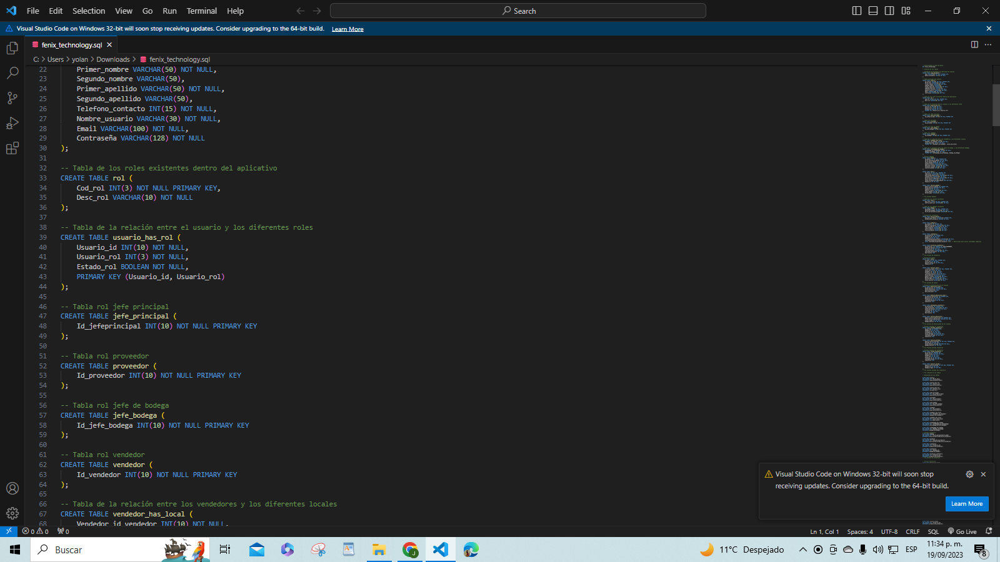 File Edit Selection View Go Run Terminal Help
Search
Visual Studio Code on Windows 32-bit will soon stop receiving updates. Consider upgrading to the 64-bit build. Learn More
fenix_technology.sql
C: > Users > yolan > Downloads > fenix_technology.sql
22 Primer_nombre VARCHAR(50) NOT NULL,
23 Segundo_nombre VARCHAR(50),
24 Primer_apellido VARCHAR(50) NOT NULL,
25 Segundo_apellido VARCHAR(50),
26 Telefono_contacto INT(15) NOT NULL,
27 Nombre_usuario VARCHAR(30) NOT NULL,
28 Email VARCHAR(100) NOT NULL,
29 Contraseña VARCHAR(128) NOT NULL
30 );
31
32 -- Tabla de los roles existentes dentro del aplicativo
33 CREATE TABLE rol (
34 Cod_rol INT(3) NOT NULL PRIMARY KEY,
35 Desc_rol VARCHAR(10) NOT NULL
36 );
37
38 -- Tabla de la relación entre el usuario y los diferentes roles
39 CREATE TABLE usuario_has_rol (
40 Usuario_id INT(10) NOT NULL,
41 Usuario_rol INT(3) NOT NULL,
42 Estado_rol BOOLEAN NOT NULL,
43 PRIMARY KEY (Usuario_id, Usuario_rol)
44 );
45
46 -- Tabla rol jefe principal
47 CREATE TABLE jefe_principal (
48 Id_jefeprincipal INT(10) NOT NULL PRIMARY KEY
49 );
50
51 -- Tabla rol proveedor
52 CREATE TABLE proveedor (
53 Id_proveedor INT(10) NOT NULL PRIMARY KEY
54 );
55
56 -- Tabla rol jefe de bodega
57 CREATE TABLE jefe_bodega (
58 Id_jefe_bodega INT(10) NOT NULL PRIMARY KEY
59 );
60
61 -- Tabla rol vendedor
62 CREATE TABLE vendedor (
63 Id_vendedor INT(10) NOT NULL PRIMARY KEY
64 );
65
66 -- Tabla de la relación entre los vendedores y los diferentes locales
67 CREATE TABLE vendedor_has_local (
68 Vendedor_id_vendedor INT(10) NOT NULL,
Visual Studio Code on Windows 32-bit will soon stop
receiving updates. Consider upgrading to the 64-bit build.
Learn More
0 0 0 Ln 1, Col 1 Spaces: 4 UTF-8 CRLF SQL Go Live
Buscar
11°C Despejado
ESP
11:34 p. m.
19/09/2023
8